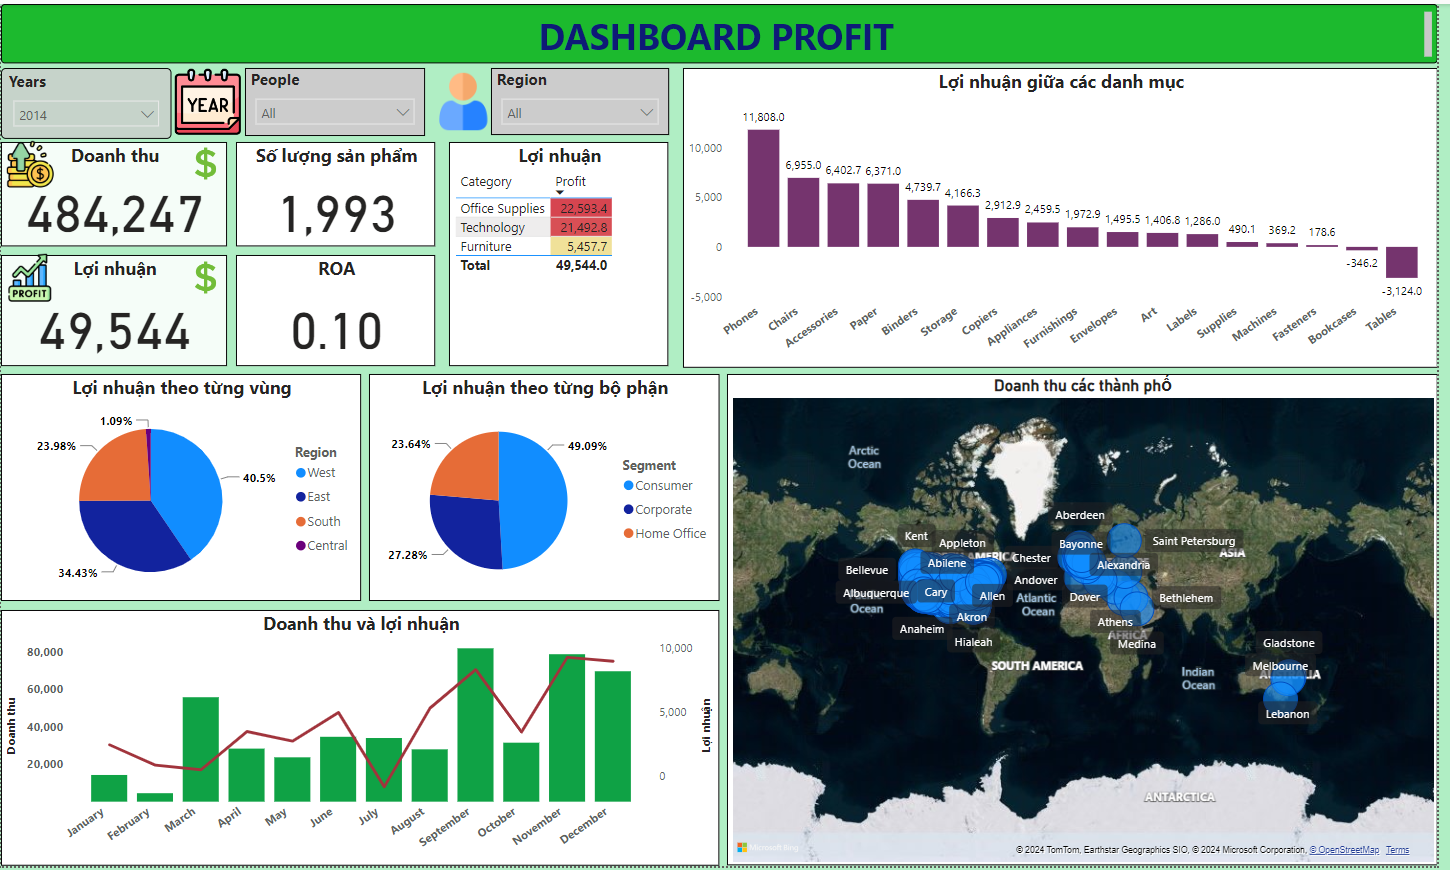 DASHBOARD PROFIT
Years
2014
YEAR
People
All
Region
All
Doanh thu
$
484,247
Số lượng sản phẩm
1,993
Lợi nhuận
$
PROFIT
49,544
ROA
0.10
Lợi nhuận
Category Profit
Office Supplies 22,593.4
Technology 21,492.8
Furniture 5,457.7
Total 49,544.0
Lợi nhuận giữa các danh mục
10,000
5,000
0
-5,000
11,808.0
6,955.0
6,402.7
6,371.0
4,739.7
4,166.3
2,912.9
2,459.5
1,972.9
1,495.5
1,406.8
1,286.0
490.1
369.2
178.6
-346.2
-3,124.0
Phones
Chairs
Accessories
Paper
Binders
Storage
Copiers
Appliances
Furnishings
Envelopes
Art
Labels
Supplies
Machines
Fasteners
Bookcases
Tables
Lợi nhuận theo từng vùng
1.09%
23.98%
40.5%
34.43%
Region
West
East
South
Central
Lợi nhuận theo từng bộ phận
23.64%
49.09%
27.28%
Segment
Consumer
Corporate
Home Office
Doanh thu và lợi nhuận
Doanh thu
80,000
60,000
40,000
20,000
10,000
5,000
0
Lợi nhuận
January
February
March
April
May
June
July
August
September
October
November
December
Doanh thu các thành phố
Arctic
Ocean
Aberdeen
Kent
Appleton
Bayonne
Saint Petersburg
ASIA
Chester
Abilene
Alexandria
Bellevue
Andover
Albuquerque
Cary
Allen
Atlantic
Ocean
Dover
Bethlehem
Ocean
Akron
Athens
Anaheim
AFRICA
Hialeah
Medina
Gladstone
SOUTH AMERICA
Melbourne
Indian
Ocean
Lebanon
ANTARCTICA
Microsoft Bing
© 2024 TomTom, Earthstar Geographics SIO, © 2024 Microsoft Corporation, © OpenStreetMap Terms